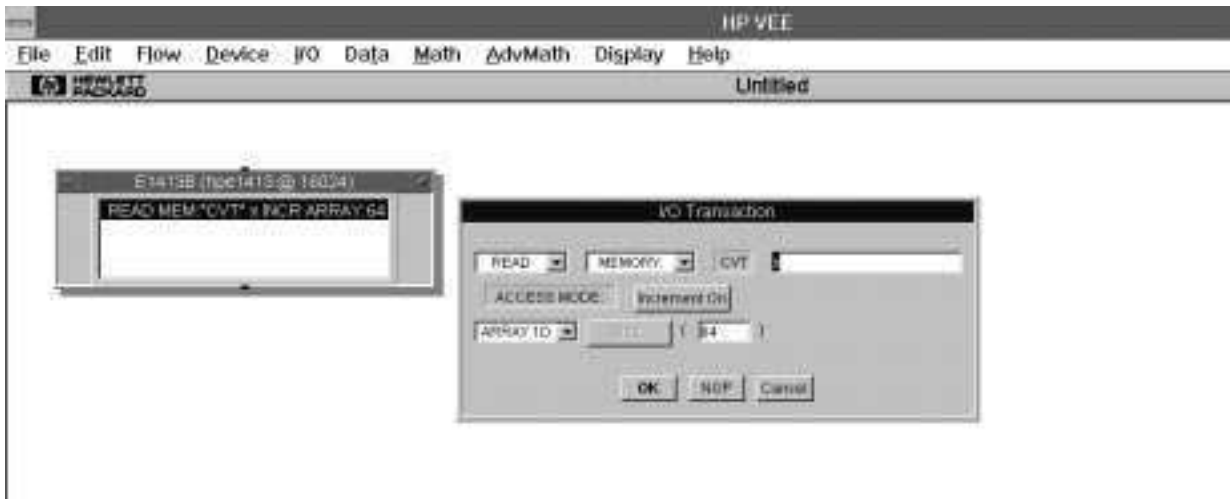 HP VEE
File Edit Flow Device I/O Data Math AdvMath Display Help
hp HEWLETT PACKARD Untitled
E1413B (hpe1413 @ 16024)
READ MEM:"CVT" x INCR ARRAY:64
I/O Transaction
READ MEMORY: CVT x
ACCESS MODE: Increment On
ARRAY 1D ( 64 )
OK NOP Cancel